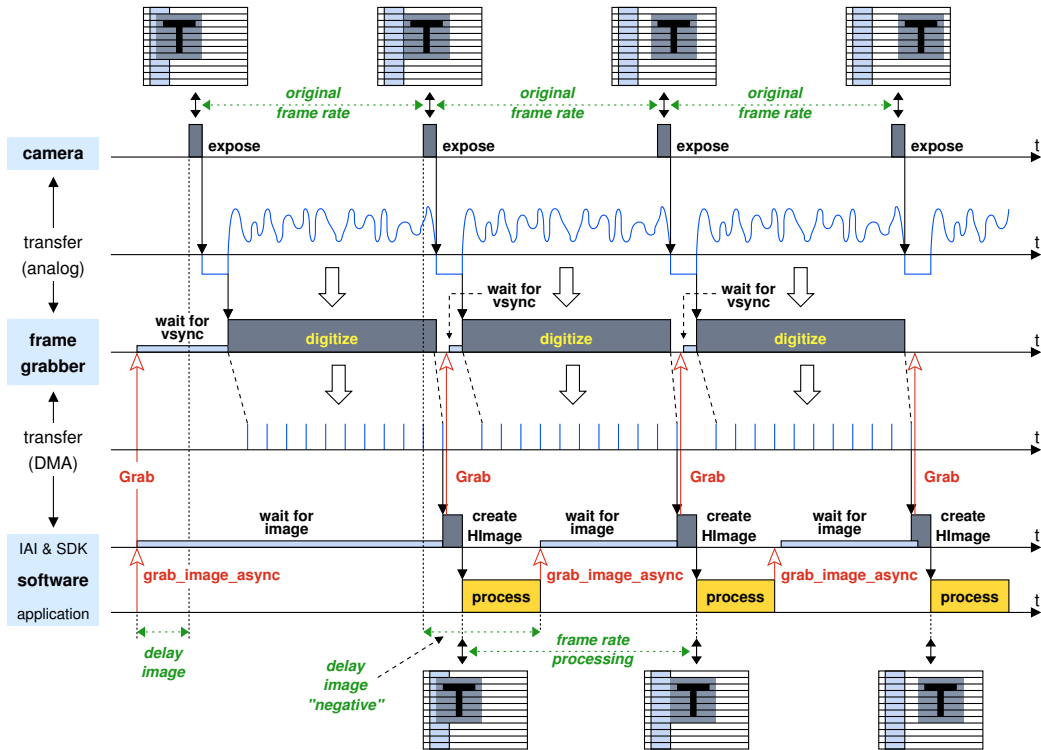 T T T T
original original original
frame rate frame rate frame rate
camera expose expose expose expose t
transfer
(analog)
t
wait for vsync wait for vsync
wait for
vsync
frame
grabber
digitize digitize digitize t
transfer
(DMA)
t
Grab Grab Grab Grab
wait for
image
create
HImage
wait for
image
create
HImage
wait for
image
create
HImage
t
IAI & SDK
software
application
grab_image_async grab_image_async grab_image_async
process process process t
delay
image
delay
image
"negative"
frame rate
processing
T T T